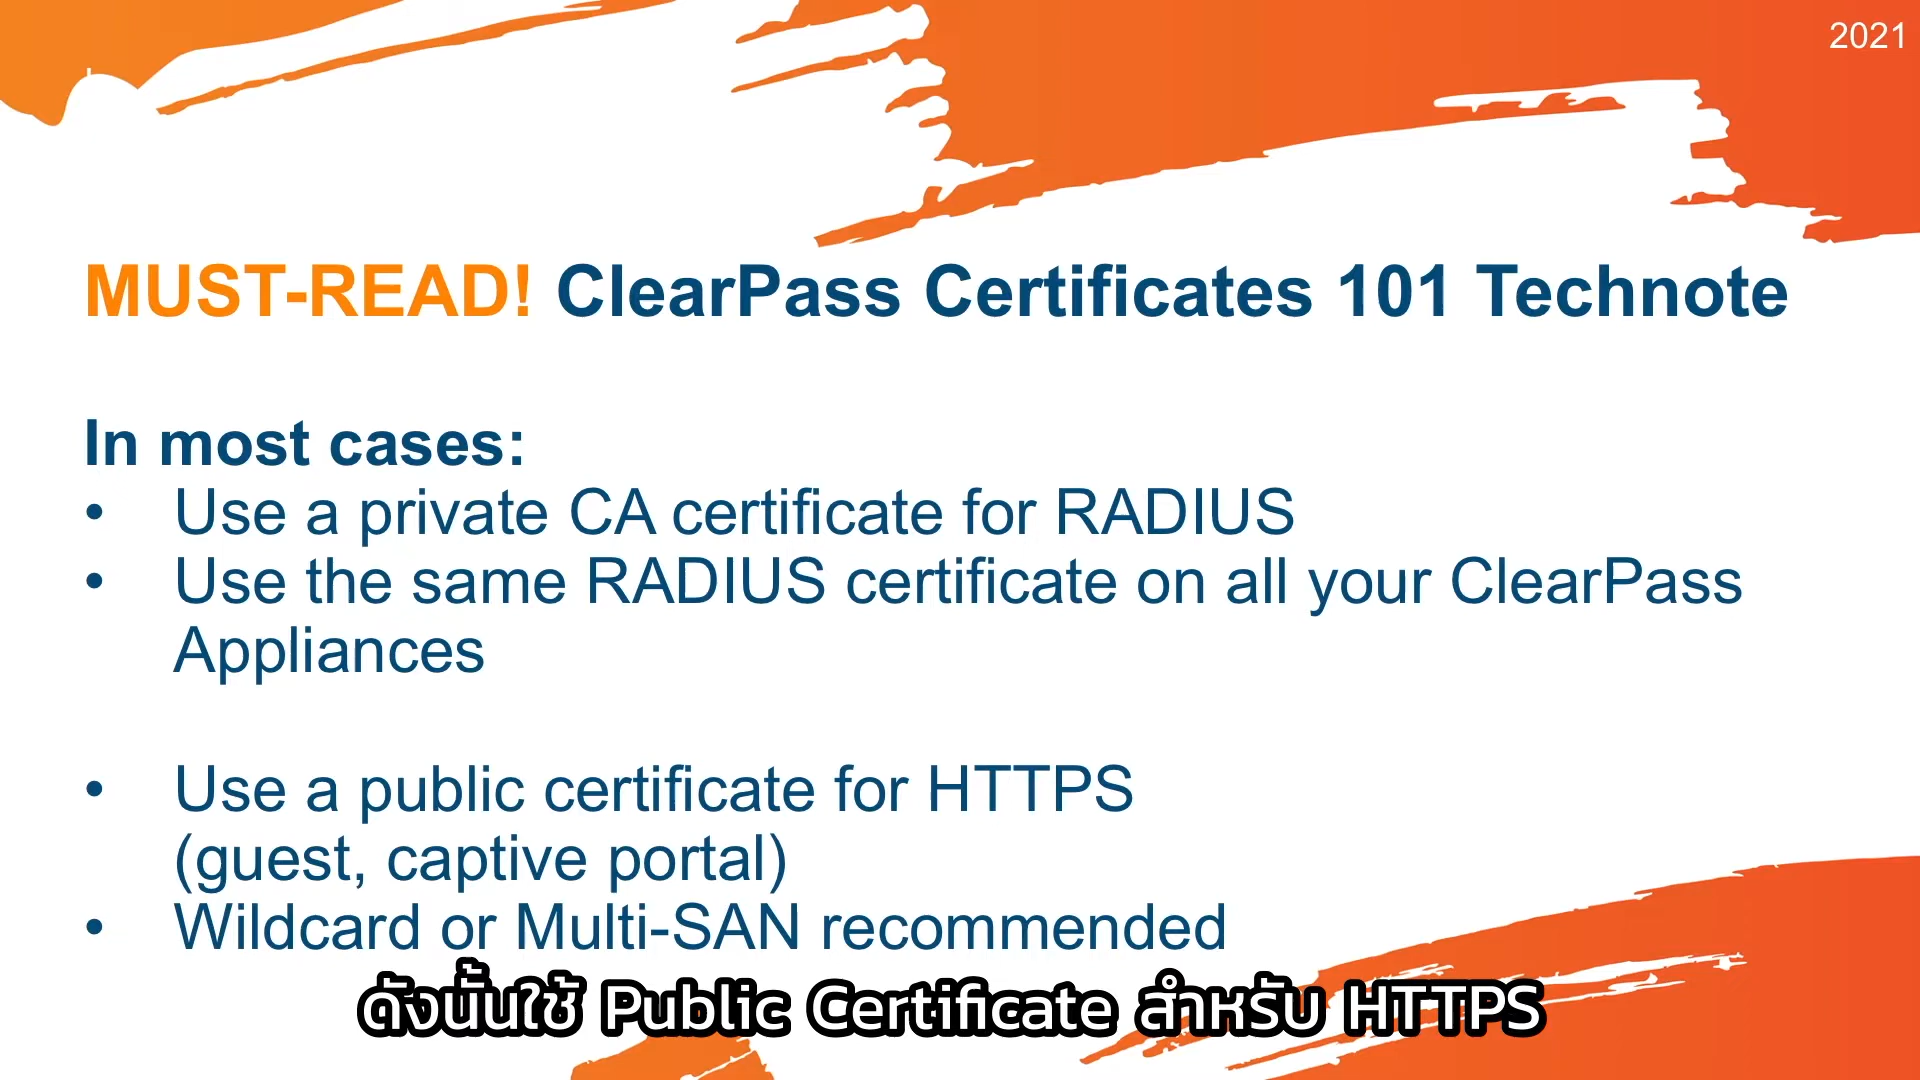 2021
MUST-READ! ClearPass Certificates 101 Technote
In most cases:
• Use a private CA certificate for RADIUS
• Use the same RADIUS certificate on all your ClearPass
Appliances
• Use a public certificate for HTTPS
(guest, captive portal)
• Wildcard or Multi-SAN recommended
ดังนั้นใช้ Public Certificate สำหรับ HTTPS